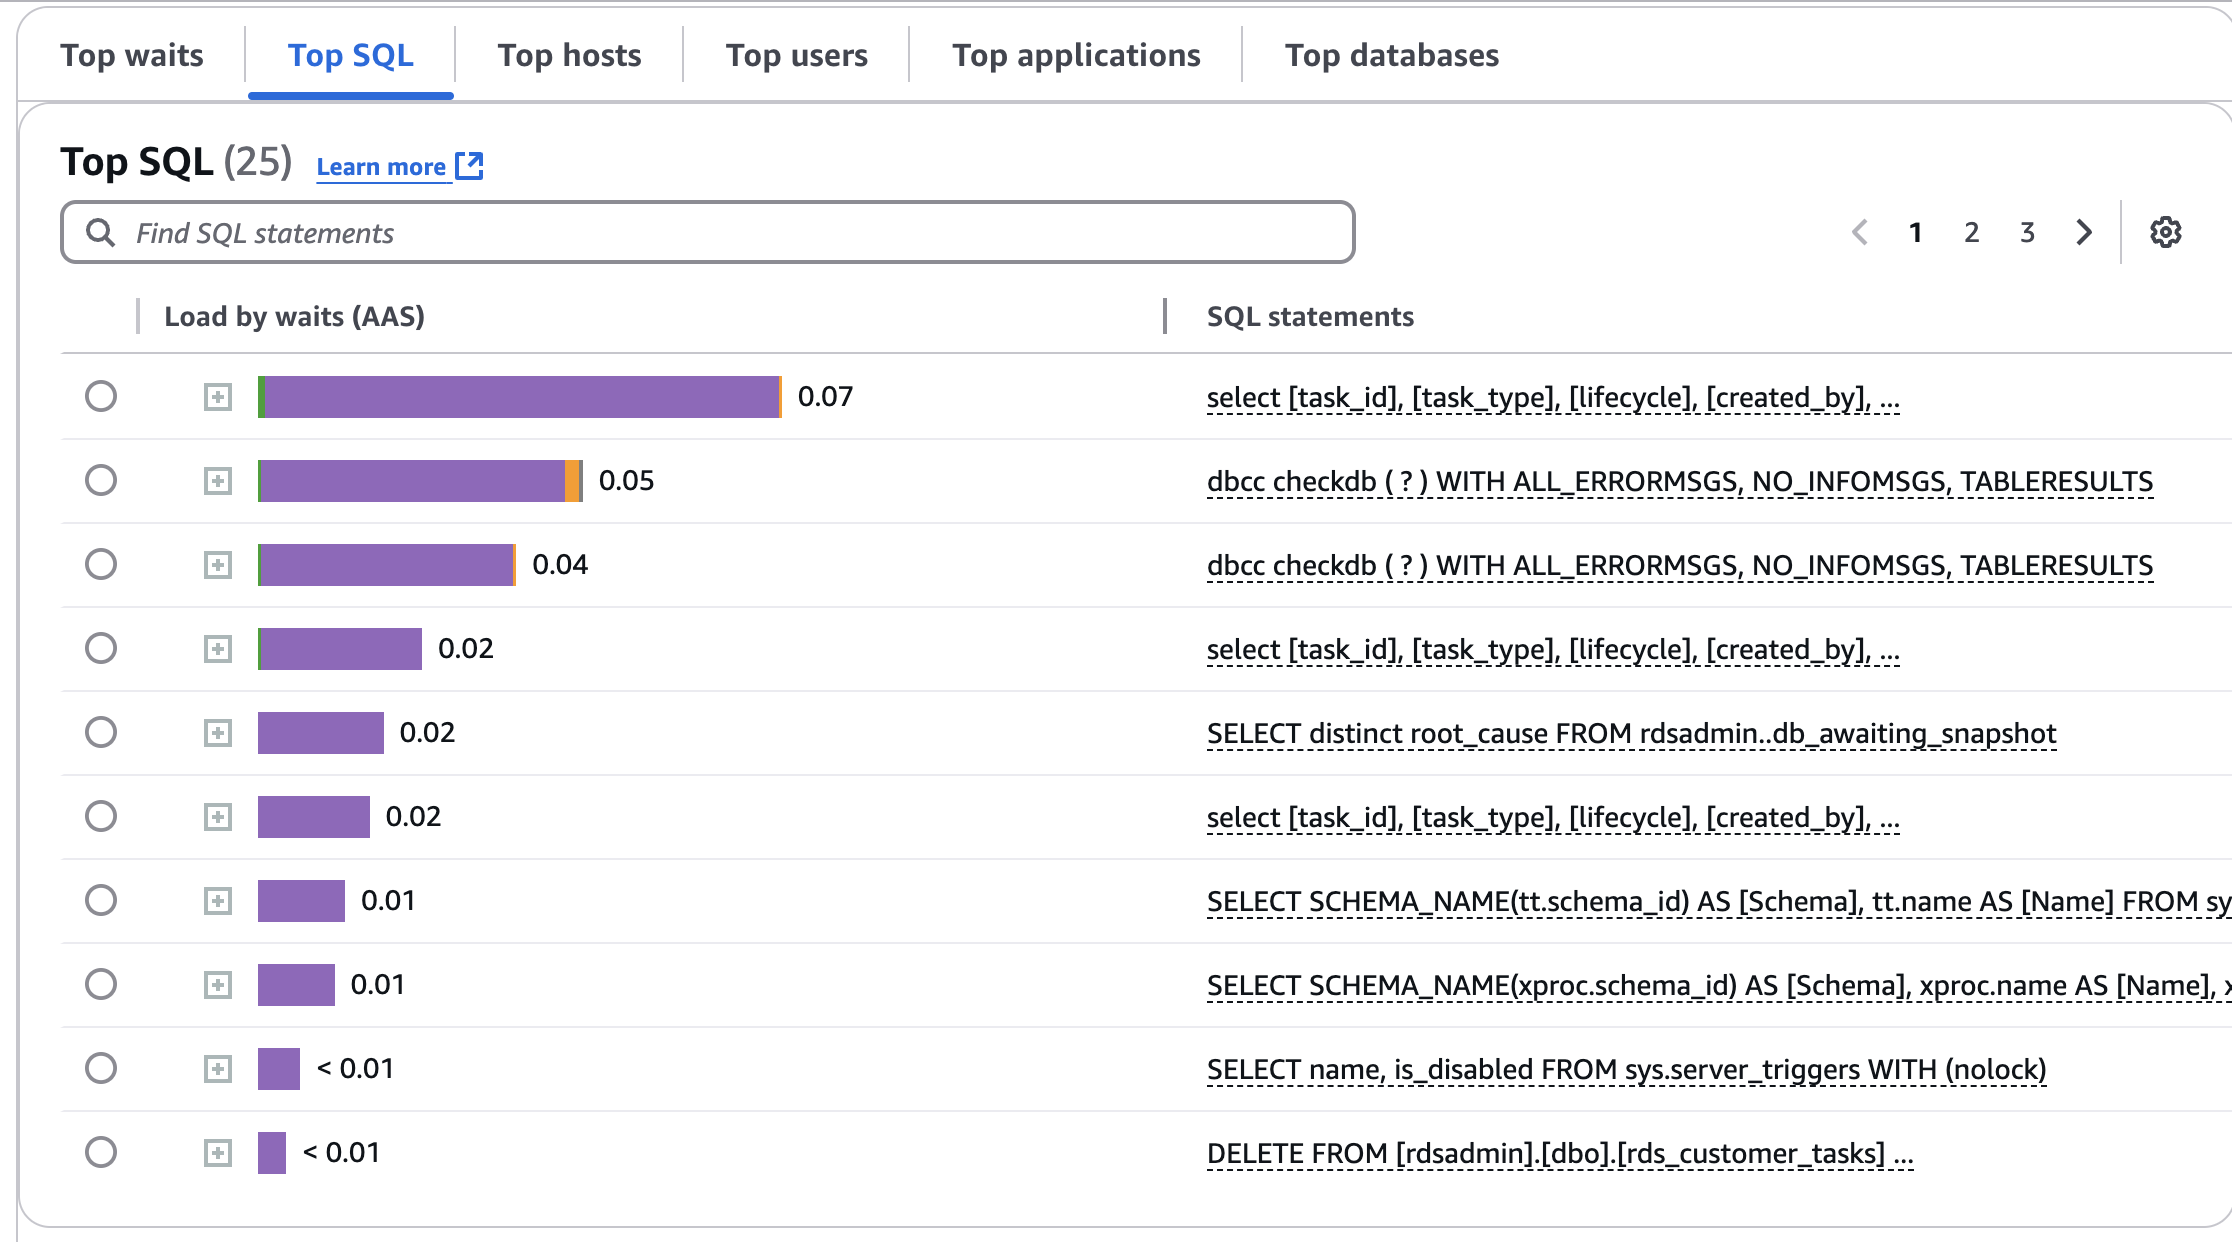 Top waits Top SQL Top hosts Top users Top applications Top databases
Top SQL (25) Learn more
Find SQL statements 1 2 3
Load by waits (AAS) SQL statements
0.07 select [task_id], [task_type], [lifecycle], [created_by], ...
0.05 dbcc checkdb ( ? ) WITH ALL_ERRORMSGS, NO_INFOMSGS, TABLERESULTS
0.04 dbcc checkdb ( ? ) WITH ALL_ERRORMSGS, NO_INFOMSGS, TABLERESULTS
0.02 select [task_id], [task_type], [lifecycle], [created_by], ...
0.02 SELECT distinct root_cause FROM rdsadmin..db_awaiting_snapshot
0.02 select [task_id], [task_type], [lifecycle], [created_by], ...
0.01 SELECT SCHEMA_NAME(tt.schema_id) AS [Schema], tt.name AS [Name] FROM sy
0.01 SELECT SCHEMA_NAME(xproc.schema_id) AS [Schema], xproc.name AS [Name], x
< 0.01 SELECT name, is_disabled FROM sys.server_triggers WITH (nolock)
< 0.01 DELETE FROM [rdsadmin].[dbo].[rds_customer_tasks] ...